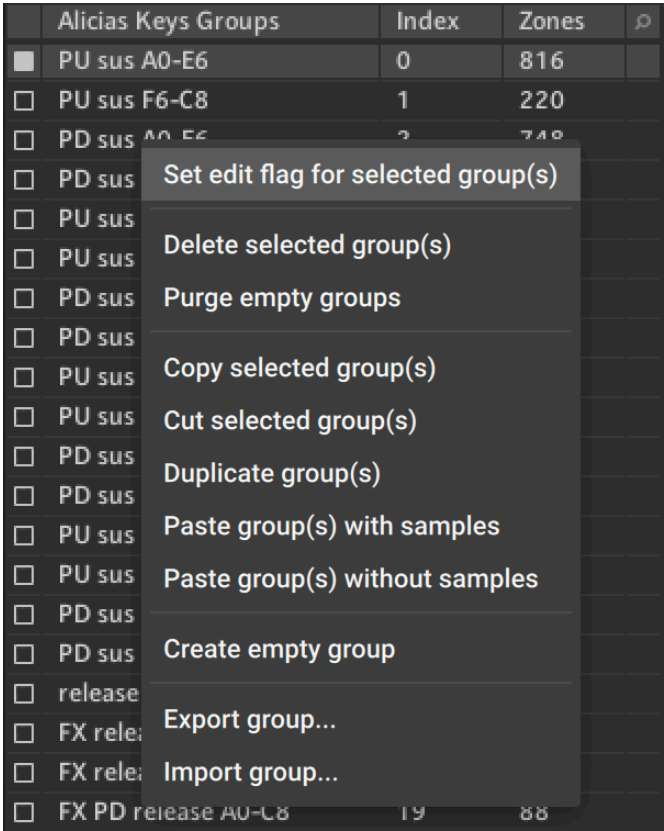 Alicias Keys Groups Index Zones
PU sus A0-E6 0 816
PU sus F6-C8 1 220
PD sus A0-E6 2 748
PD sus
PU sus
PU sus
PD sus
PD sus
PU sus
PU sus
PD sus
PD sus
PU sus
PU sus
PD sus
PD sus
release
FX rele
FX rele
FX PD release A0-C8 19 88
Set edit flag for selected group(s)
Delete selected group(s)
Purge empty groups
Copy selected group(s)
Cut selected group(s)
Duplicate group(s)
Paste group(s) with samples
Paste group(s) without samples
Create empty group
Export group...
Import group...